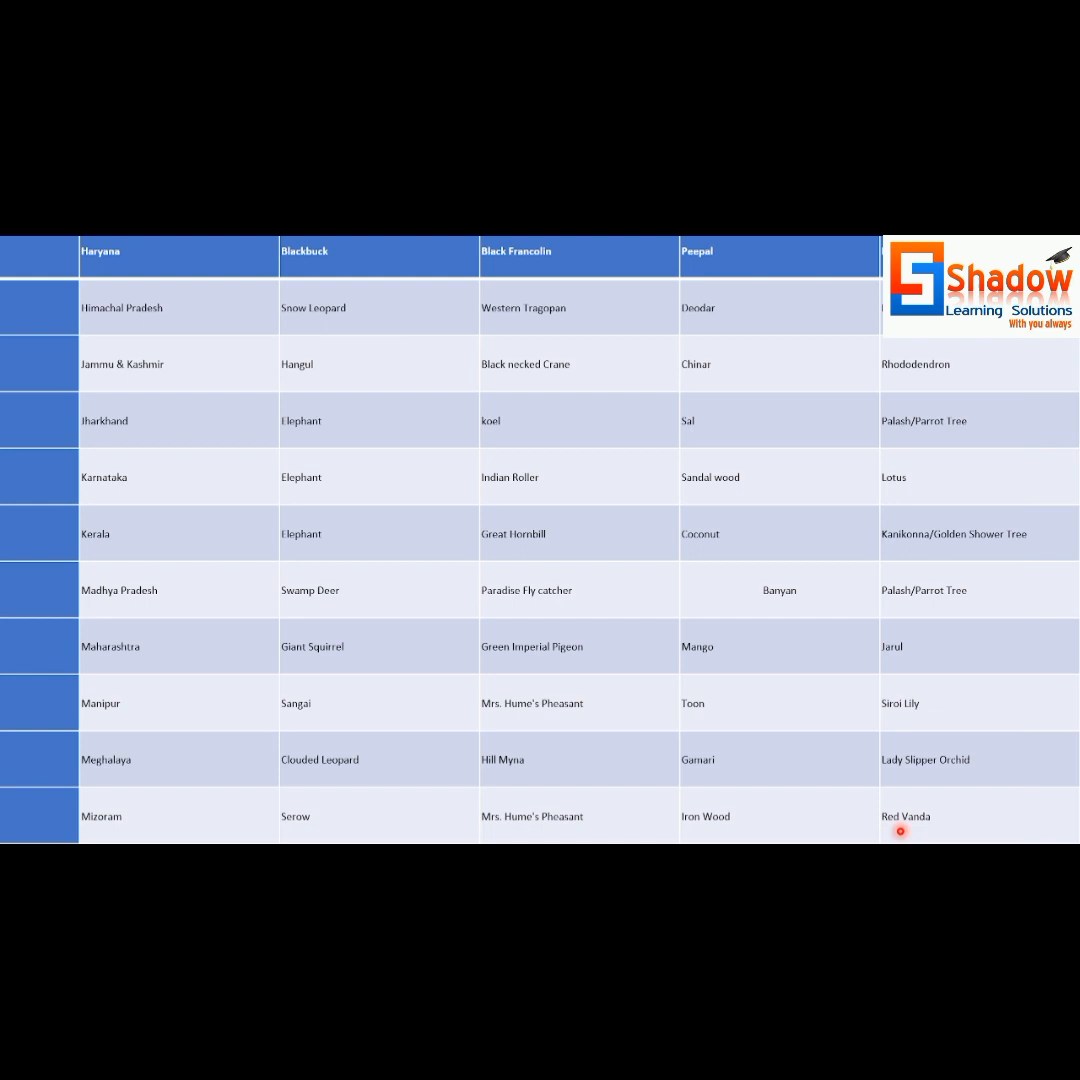 Haryana Blackbuck Black Francolin Peepal
Shadow
Learning Solutions
With you always
Himachal Pradesh Snow Leopard Western Tragopan Deodar
Jammu & Kashmir Hangul Black necked Crane Chinar Rhododendron
Jharkhand Elephant koel Sal Palash/Parrot Tree
Karnataka Elephant Indian Roller Sandal wood Lotus
Kerala Elephant Great Hornbill Coconut Kanikonna/Golden Shower Tree
Madhya Pradesh Swamp Deer Paradise Fly catcher Banyan Palash/Parrot Tree
Maharashtra Giant Squirrel Green Imperial Pigeon Mango Jarul
Manipur Sangai Mrs. Hume's Pheasant Toon Siroi Lily
Meghalaya Clouded Leopard Hill Myna Gamari Lady Slipper Orchid
Mizoram Serow Mrs. Hume's Pheasant Iron Wood Red Vanda